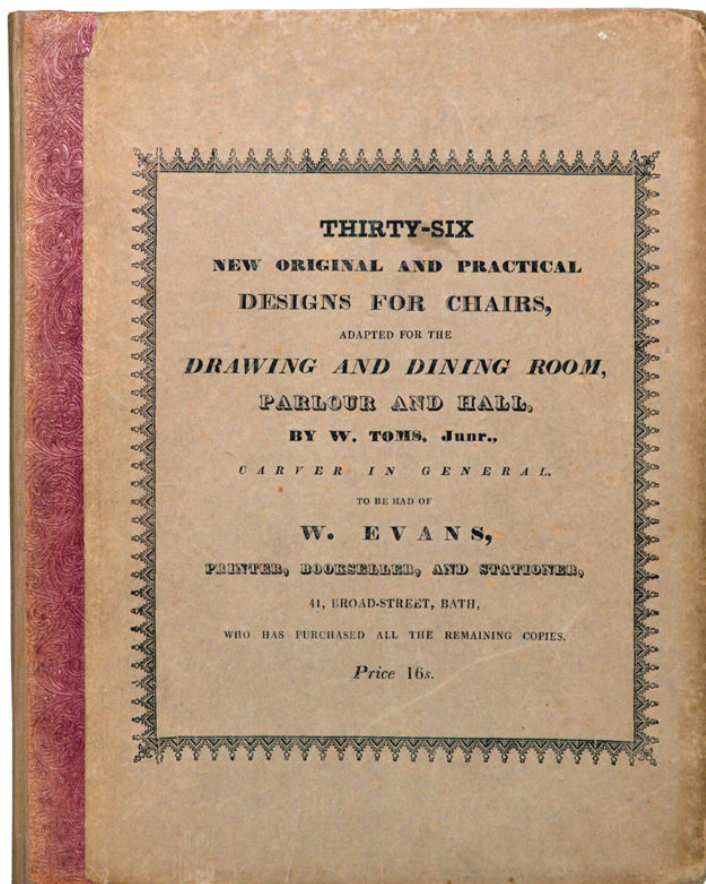 THIRTY-SIX
NEW ORIGINAL AND PRACTICAL
DESIGNS FOR CHAIRS,
ADAPTED FOR THE
DRAWING AND DINING ROOM,
PARLOUR AND HALL,
BY W. TOMS, Junr.,
CARVER IN GENERAL.
TO BE HAD OF
W. EVANS,
PRINTER, BOOKSELLER, AND STATIONER,
41, BROAD-STREET, BATH,
WHO HAS PURCHASED ALL THE REMAINING COPIES.
Price 16s.